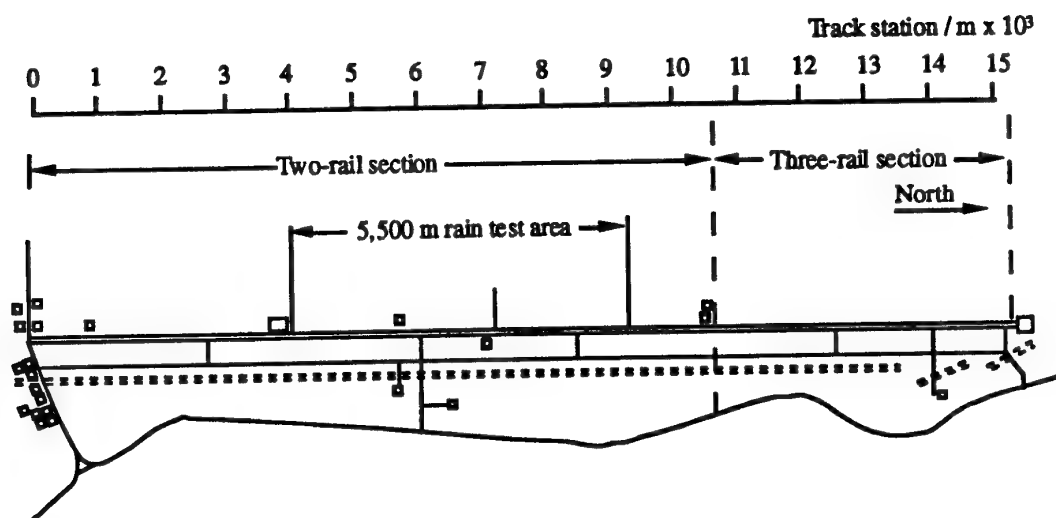 Track station / m x 10³
0 1 2 3 4 5 6 7 8 9 10 11 12 13 14 15
Two-rail section
Three-rail section
North
5,500 m rain test area